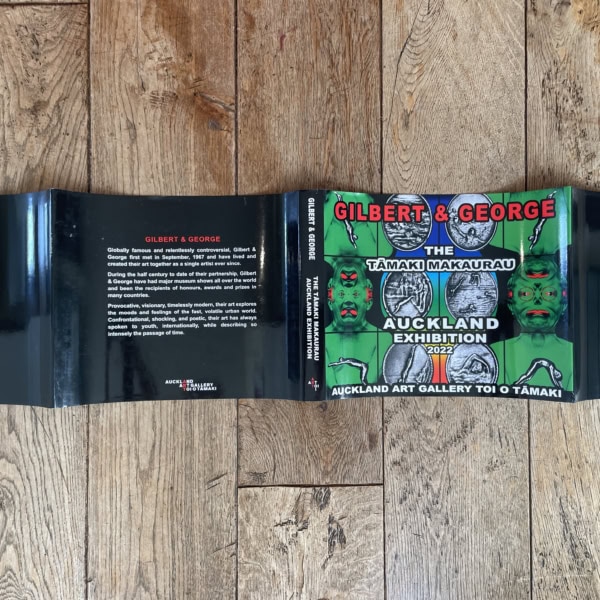 GILBERT & GEORGE
Globally famous and relentlessly controversial, Gilbert &
George first met in September, 1967 and have lived and
created their art together as a single artist ever since.
During the half century to date of their partnership, Gilbert
& George have had major museum shows all over the world
and been the recipients of honours, awards and prizes in
many countries.
Provocative, visionary, timelessly modern, their art explores
the moods and feelings of the fast, volatile urban world.
Confrontational, shocking, and poetic, their art has always
spoken to youth, internationally, while describing so
intensely the passage of time.
AUCKLAND
ART GALLERY
TOI O TĀMAKI
GILBERT & GEORGE
THE TĀMAKI MAKAURAU
AUCKLAND EXHIBITION
GILBERT & GEORGE
THE
TĀMAKI MAKAURAU
AUCKLAND
EXHIBITION
2022
AUCKLAND ART GALLERY TOI O TĀMAKI